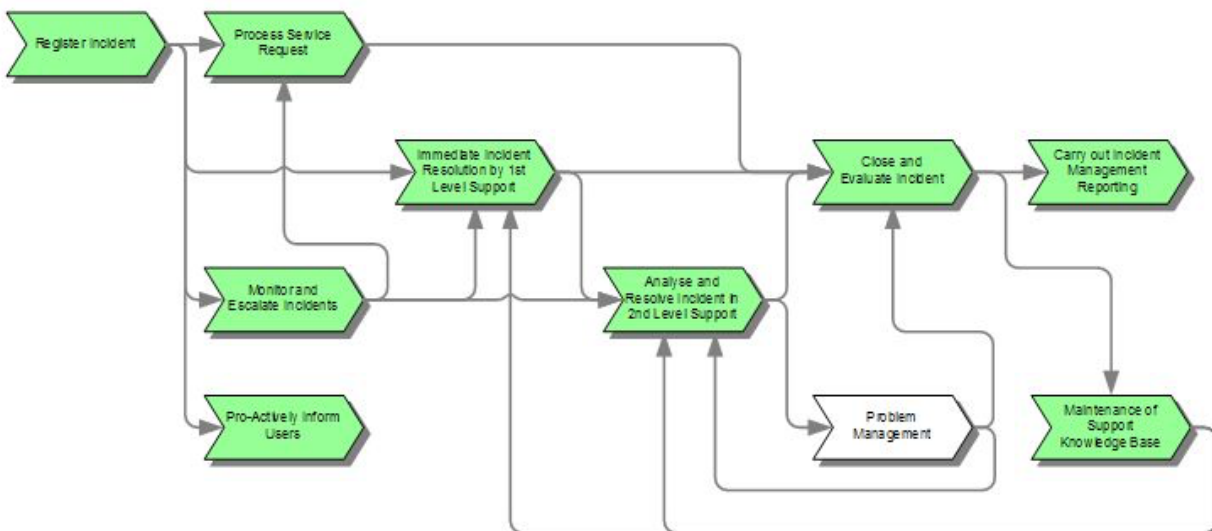 Register Incident
Process Service
Request
Immediate Incident
Resolution by 1st
Level Support
Close and
Evaluate Incident
Carry out Incident
Management
Reporting
Monitor and
Escalate Incidents
Analyse and
Resolve Incident in
2nd Level Support
Pro-Actively Inform
Users
Problem
Management
Maintenance of
Support
Knowledge Base